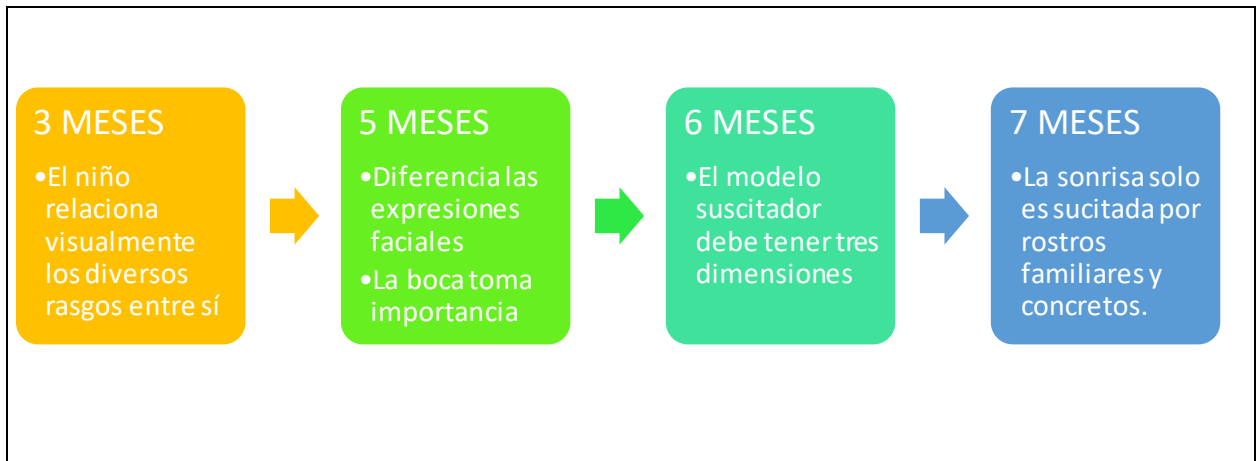 3 MESES
•El niño
relaciona
visualmente
los diversos
rasgos entre sí
5 MESES
•Diferencia las
expresiones
faciales
•La boca toma
importancia
6 MESES
•El modelo
suscitador
debe tener tres
dimensiones
7 MESES
•La sonrisa solo
es sucitada por
rostros
familiares y
concretos.